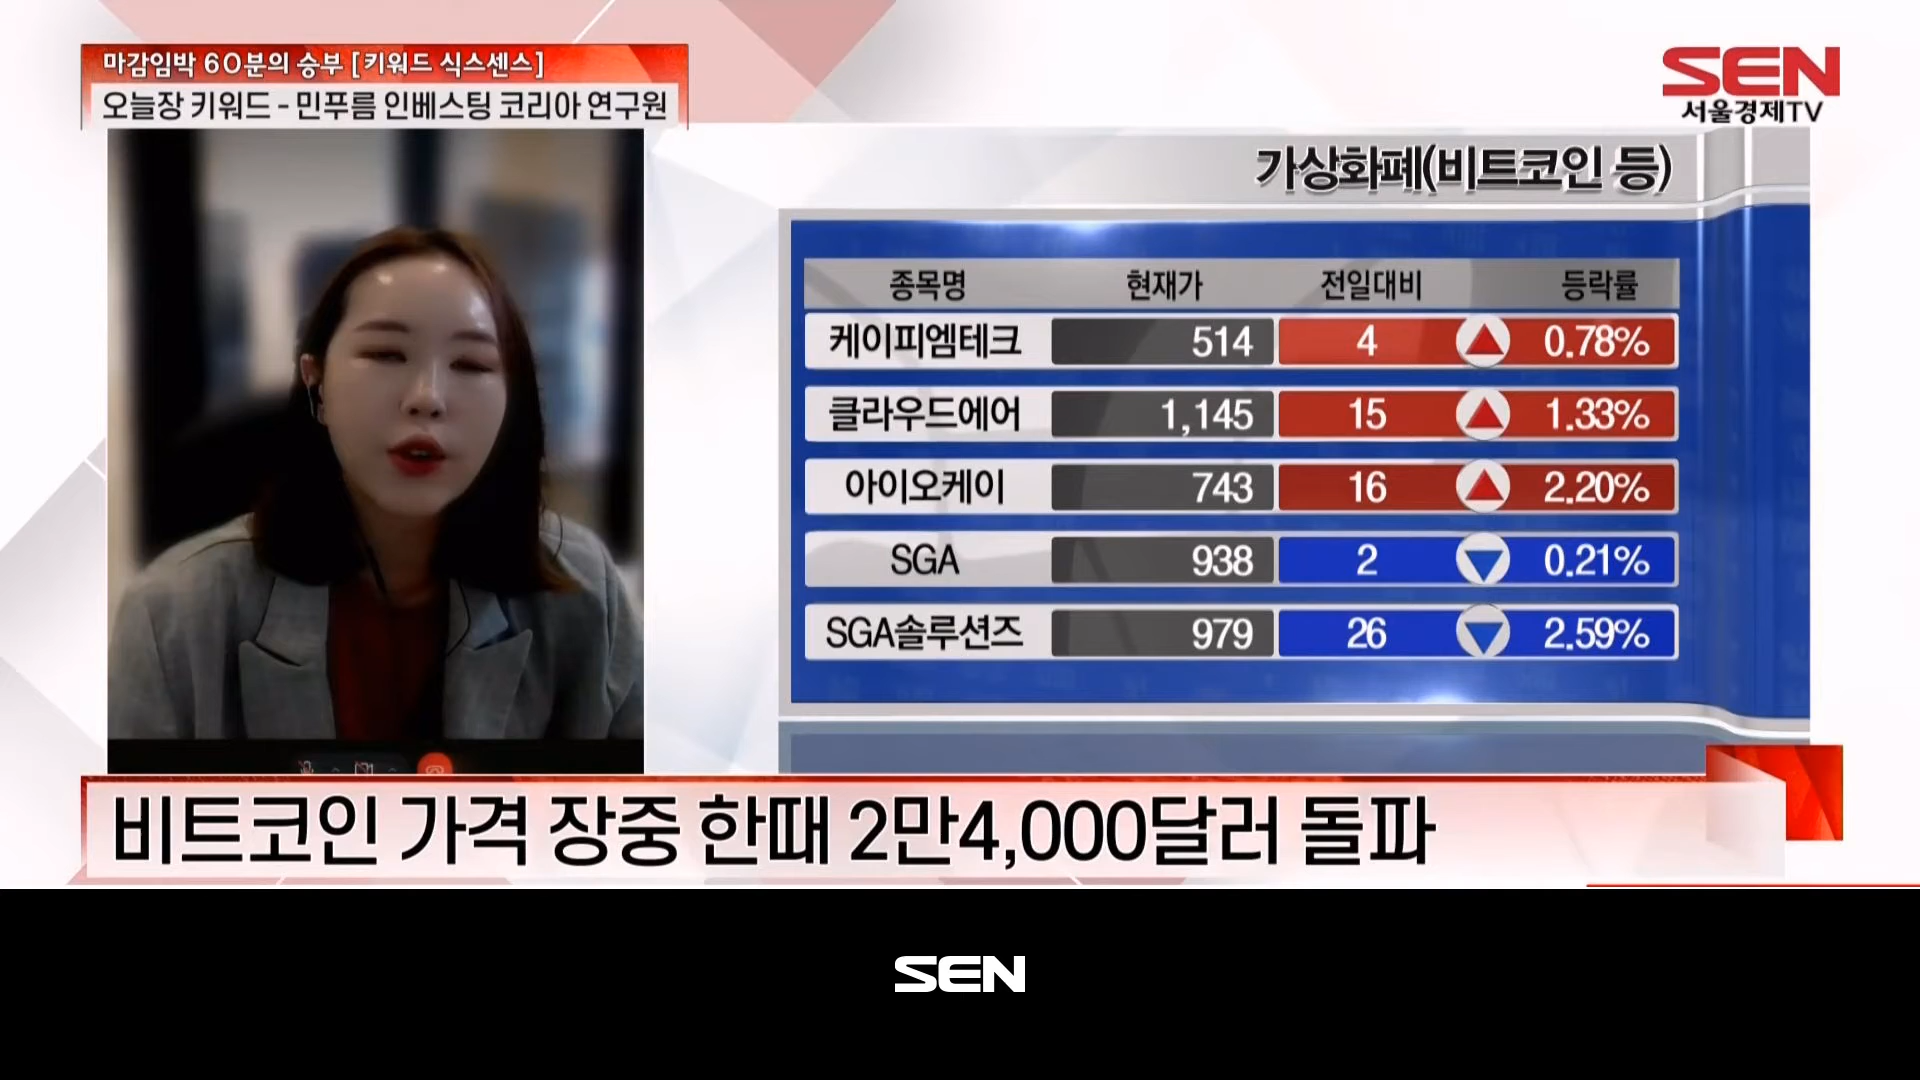 마감임박 60분의 승부 [키워드 식스센스]
오늘장 키워드 - 민푸름 인베스팅 코리아 연구원
SEN
서울경제TV
가상화폐(비트코인 등)
종목명 현재가 전일대비 등락률
케이피엠테크 514 4 0.78%
클라우드에어 1,145 15 1.33%
아이오케이 743 16 2.20%
SGA 938 2 0.21%
SGA솔루션즈 979 26 2.59%
비트코인 가격 장중 한때 2만4,000달러 돌파
SEN